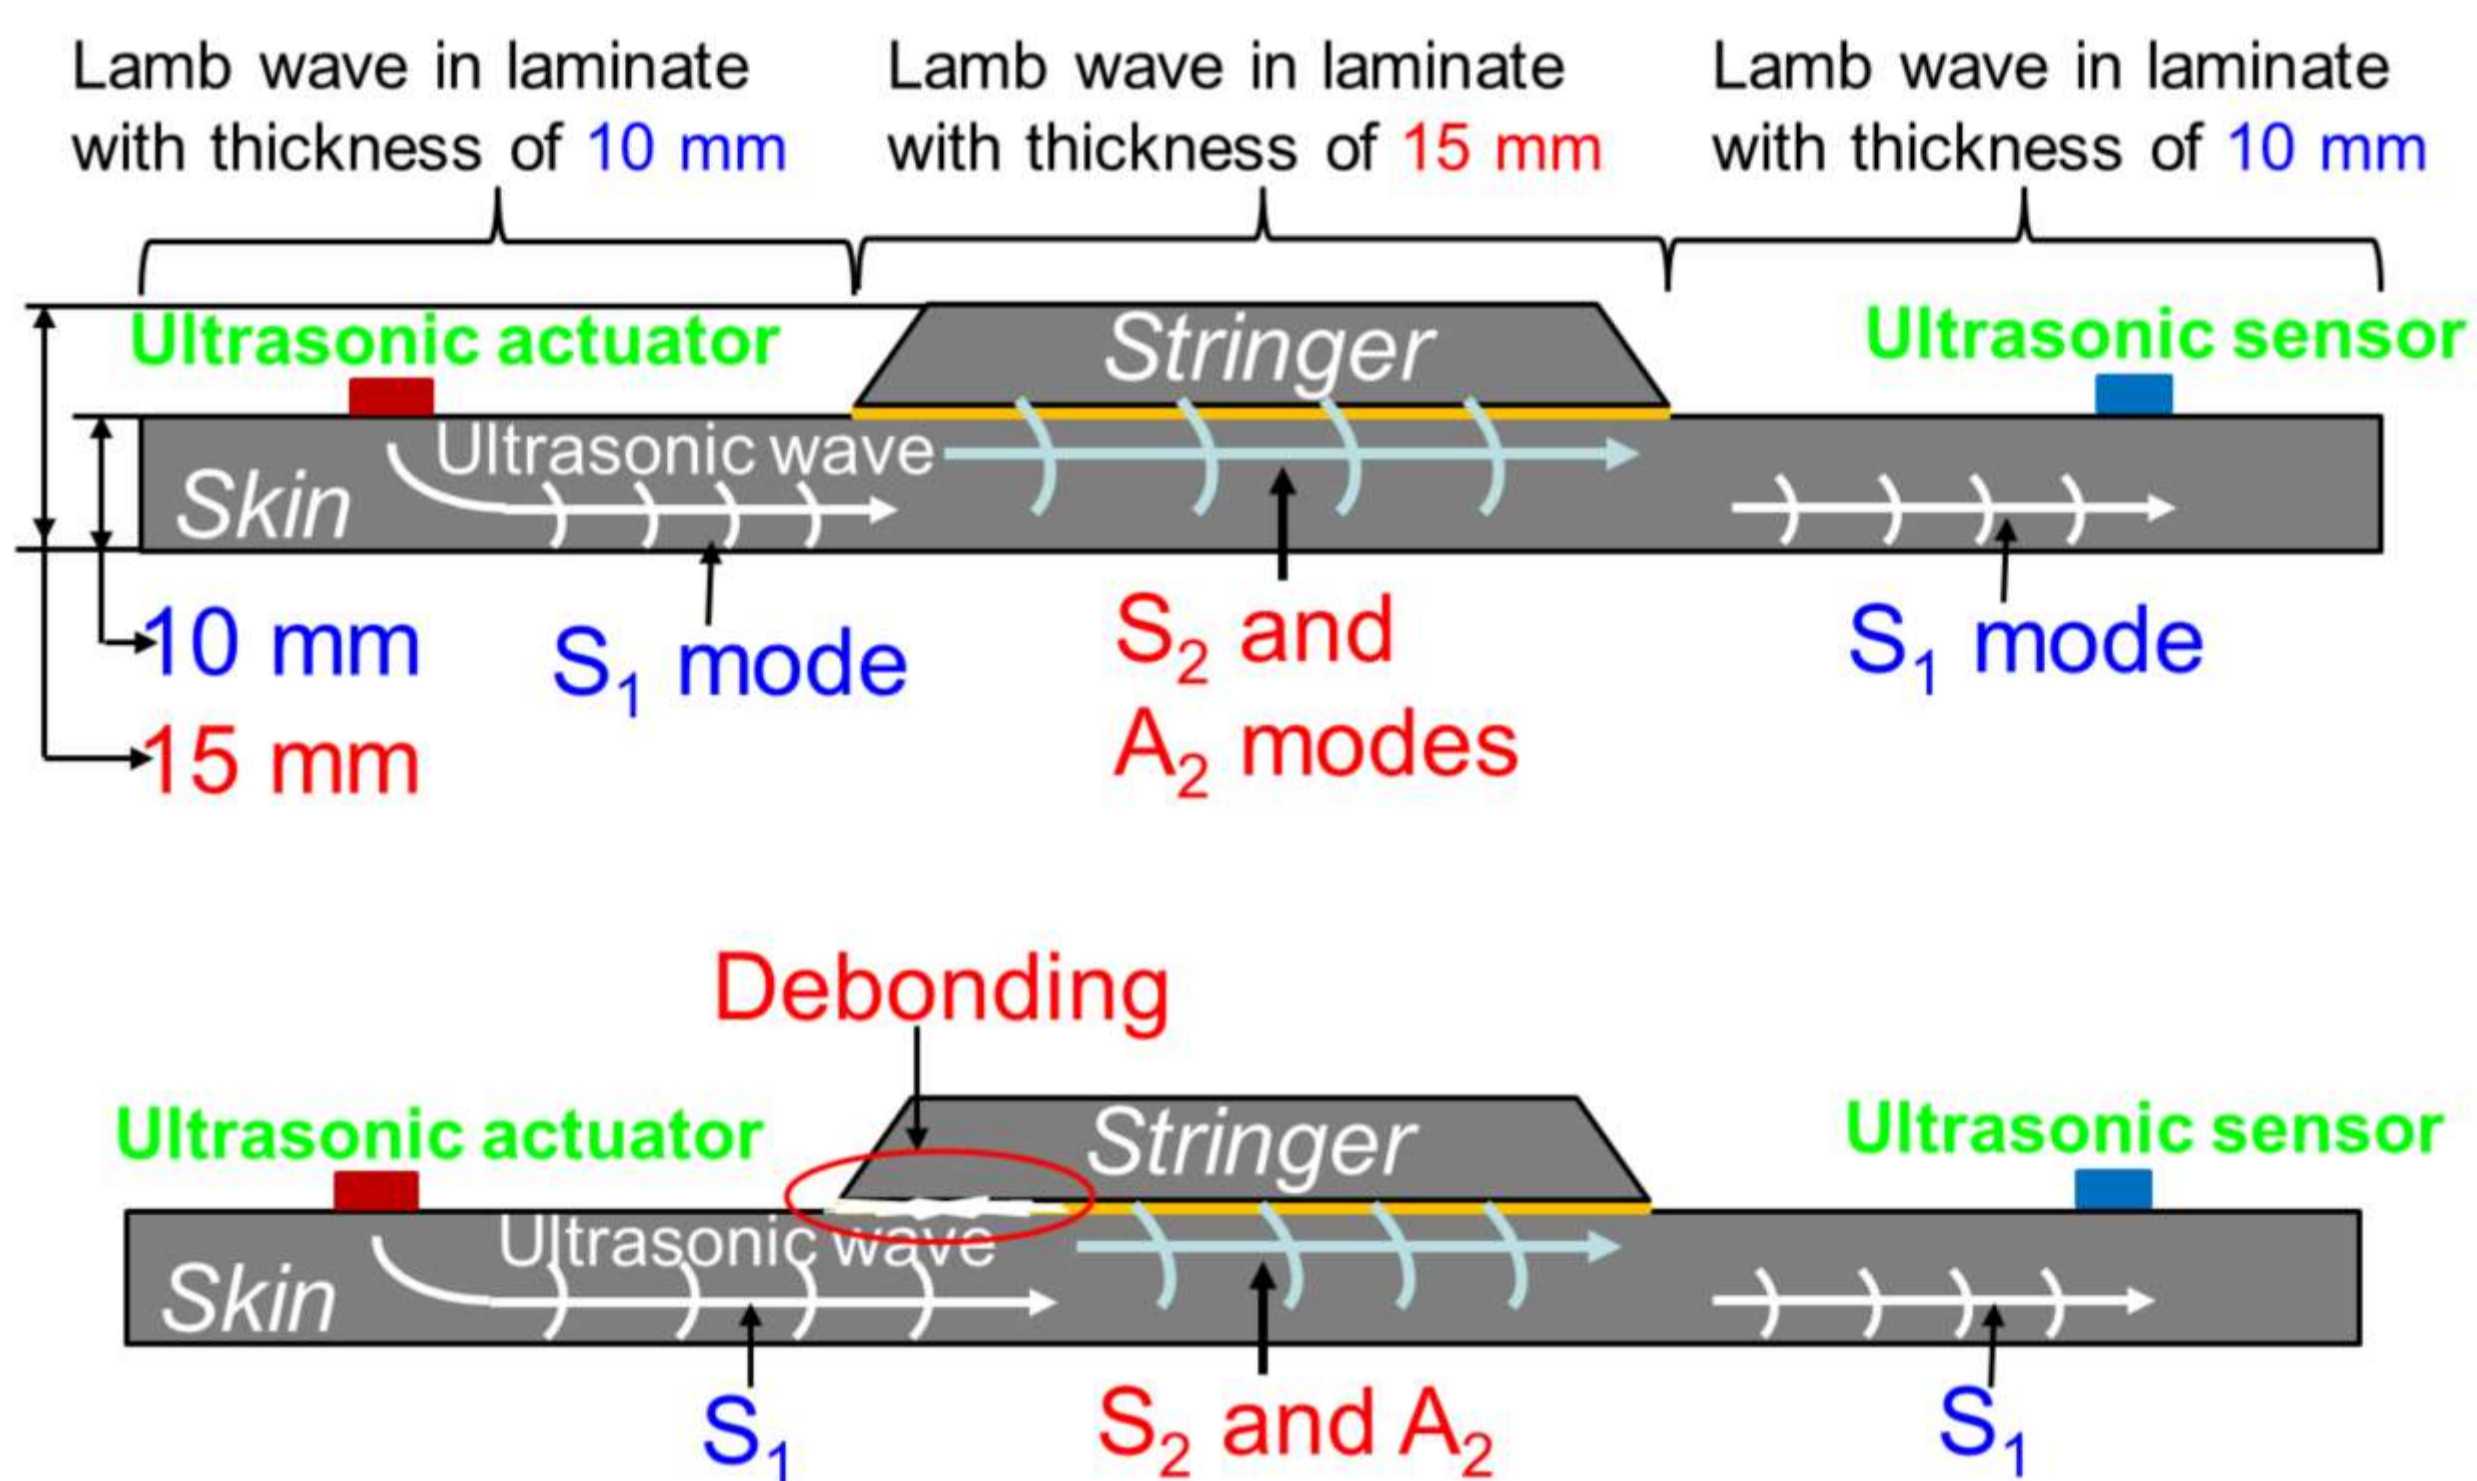 Lamb wave in laminate
with thickness of 10 mm
Lamb wave in laminate
with thickness of 15 mm
Lamb wave in laminate
with thickness of 10 mm
Ultrasonic actuator
Stringer
Ultrasonic sensor
Ultrasonic wave
Skin
10 mm
15 mm
S₁ mode
S₂ and
A₂ modes
S₁ mode
Debonding
Ultrasonic actuator
Stringer
Ultrasonic sensor
Ultrasonic wave
Skin
S₁
S₂ and A₂
S₁